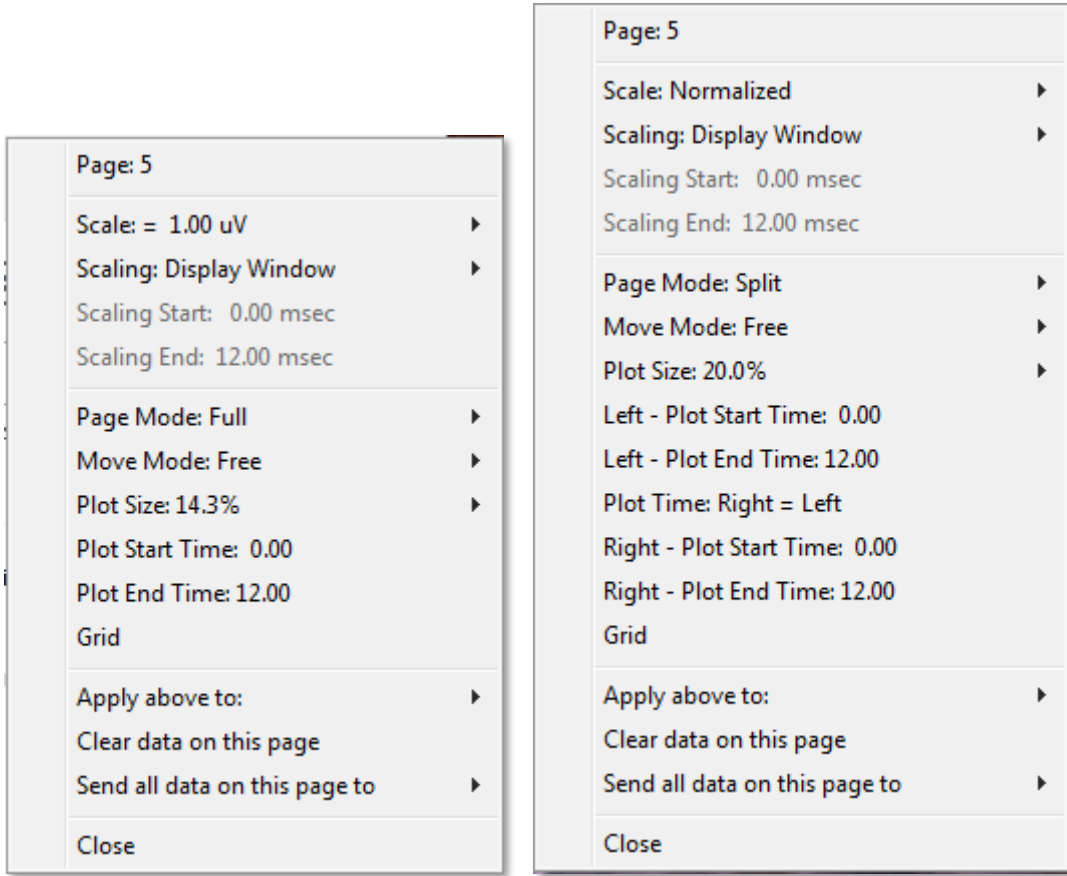 Page: 5
Scale: = 1.00 uV
Scaling: Display Window
Scaling Start: 0.00 msec
Scaling End: 12.00 msec
Page Mode: Full
Move Mode: Free
Plot Size: 14.3%
Plot Start Time: 0.00
Plot End Time: 12.00
Grid
Apply above to:
Clear data on this page
Send all data on this page to
Close
Page: 5
Scale: Normalized
Scaling: Display Window
Scaling Start: 0.00 msec
Scaling End: 12.00 msec
Page Mode: Split
Move Mode: Free
Plot Size: 20.0%
Left - Plot Start Time: 0.00
Left - Plot End Time: 12.00
Plot Time: Right = Left
Right - Plot Start Time: 0.00
Right - Plot End Time: 12.00
Grid
Apply above to:
Clear data on this page
Send all data on this page to
Close